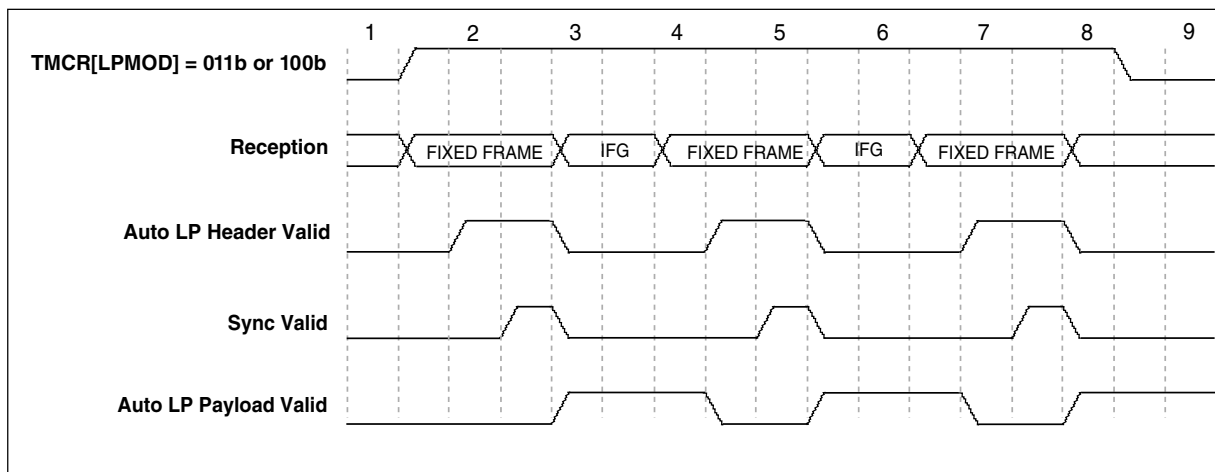 1 2 3 4 5 6 7 8 9
TMCR[LPMOD] = 011b or 100b
Reception
FIXED FRAME IFG FIXED FRAME IFG FIXED FRAME
Auto LP Header Valid
Sync Valid
Auto LP Payload Valid